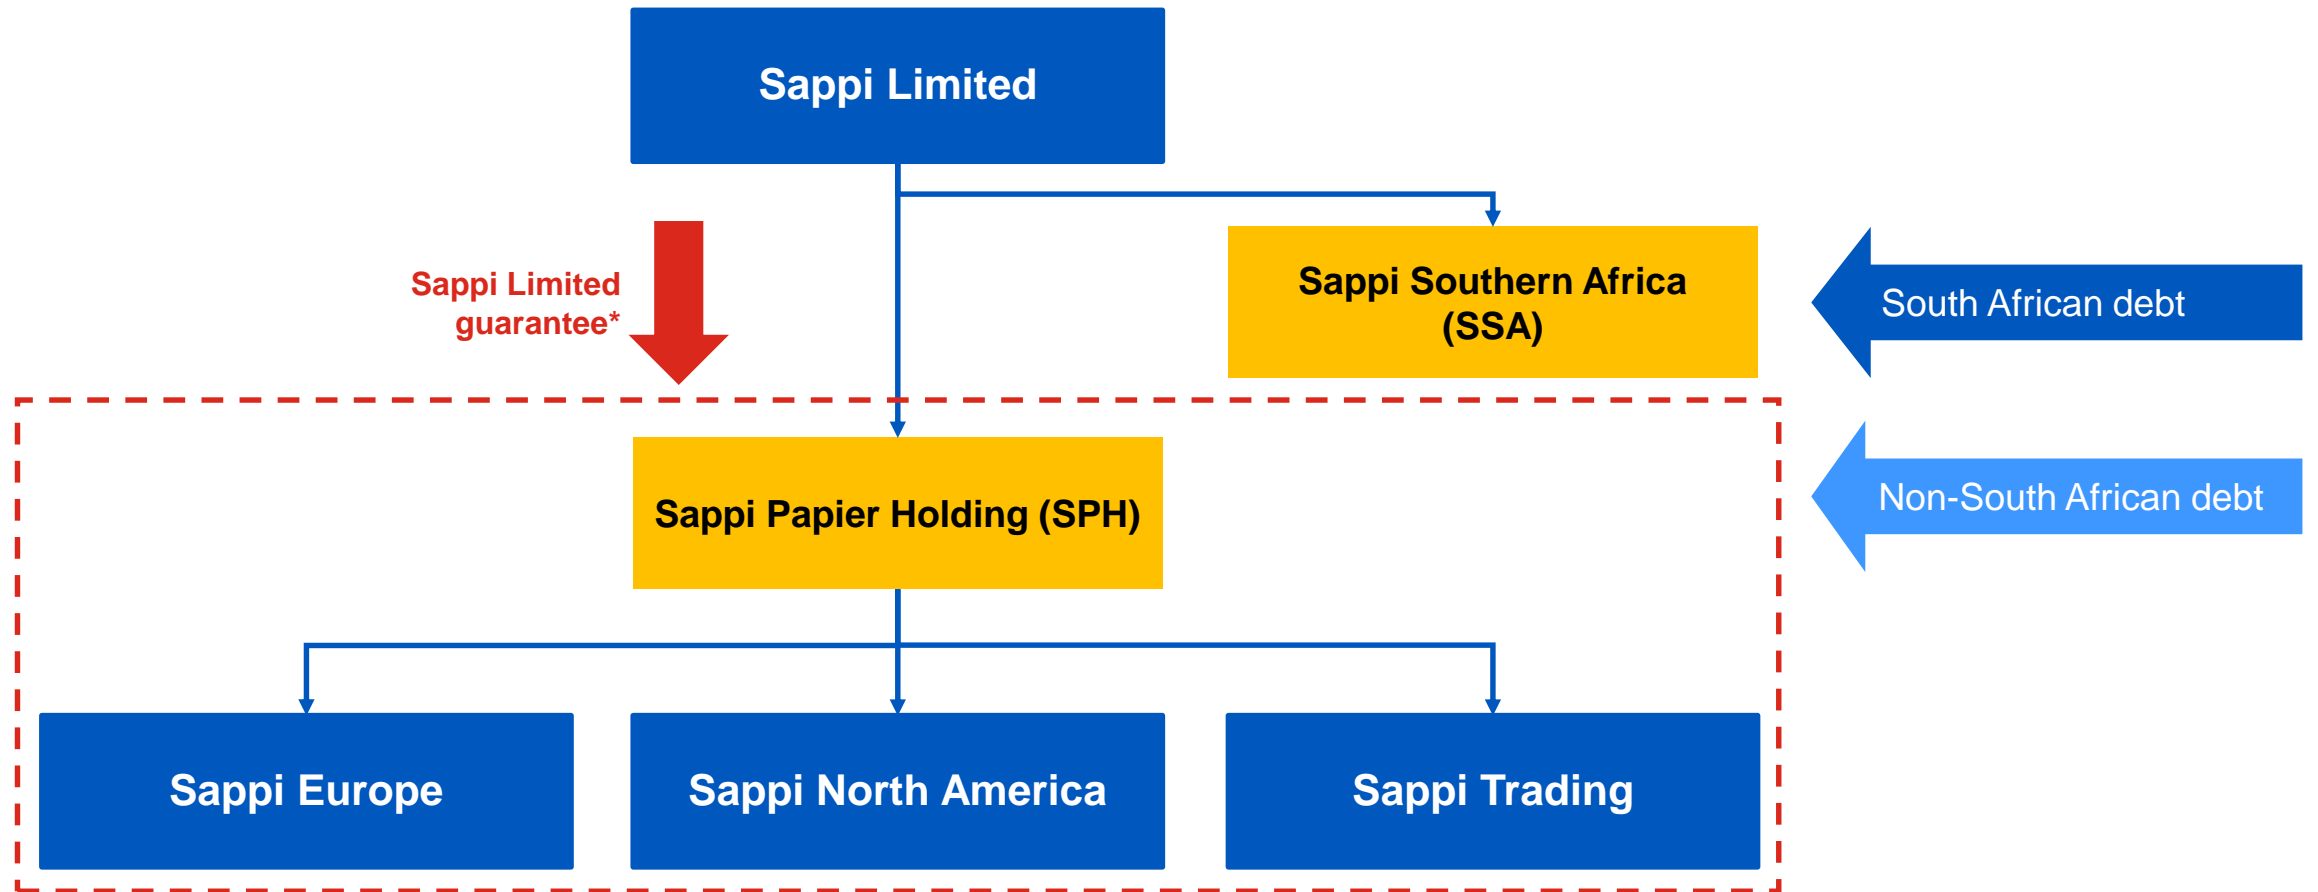 Sappi Limited
Sappi Limited
guarantee*
Sappi Southern Africa
(SSA)
South African debt
Sappi Papier Holding (SPH)
Non-South African debt
Sappi Europe
Sappi North America
Sappi Trading